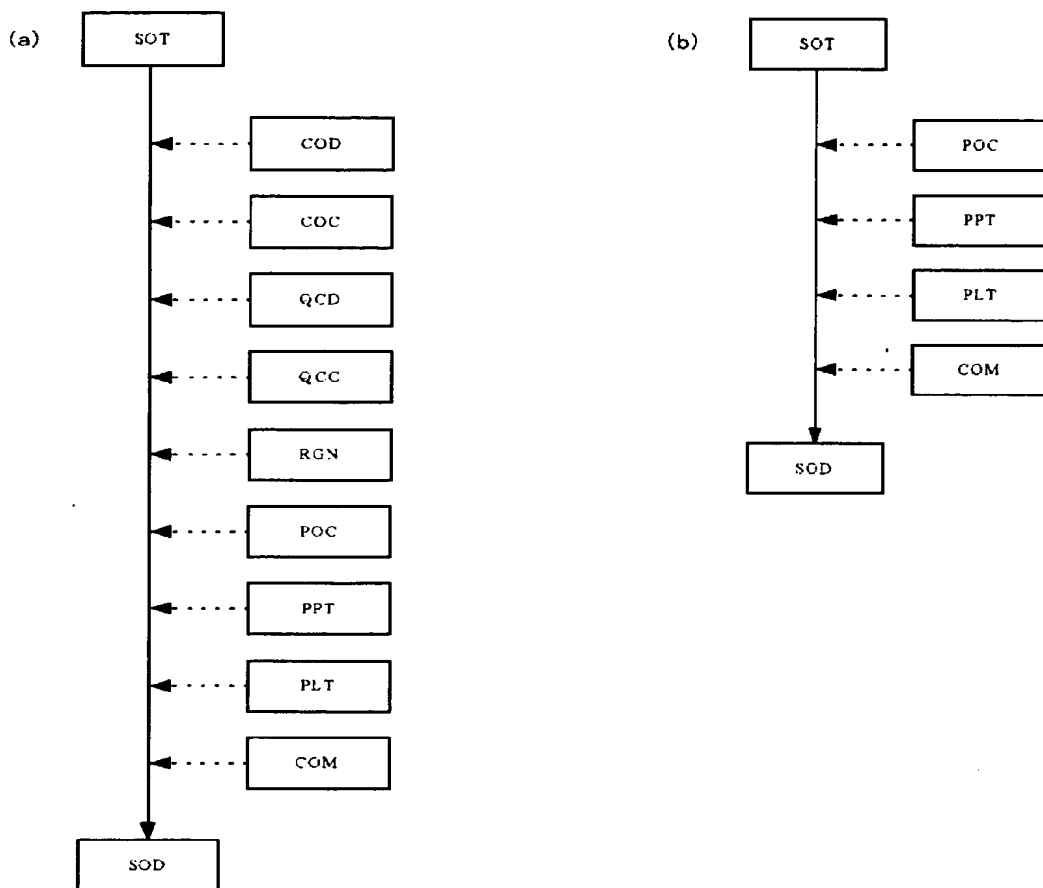 (a)
SOT
COD
COC
QCD
QCC
RGN
POC
PPT
PLT
COM
SOD
(b)
SOT
POC
PPT
PLT
COM
SOD